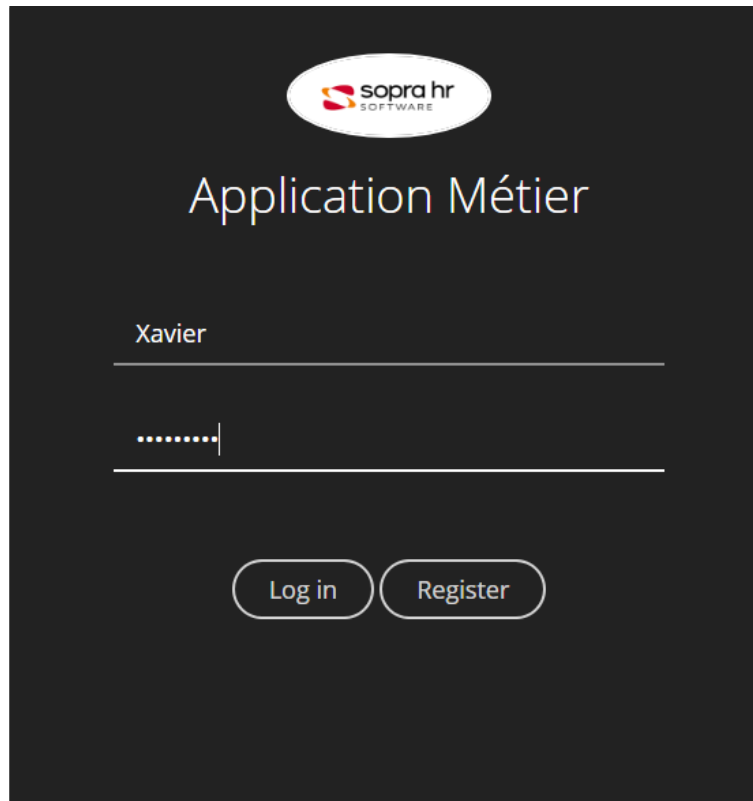 sopra hr
SOFTWARE
Application Métier
Xavier
•••••••••
Log in Register